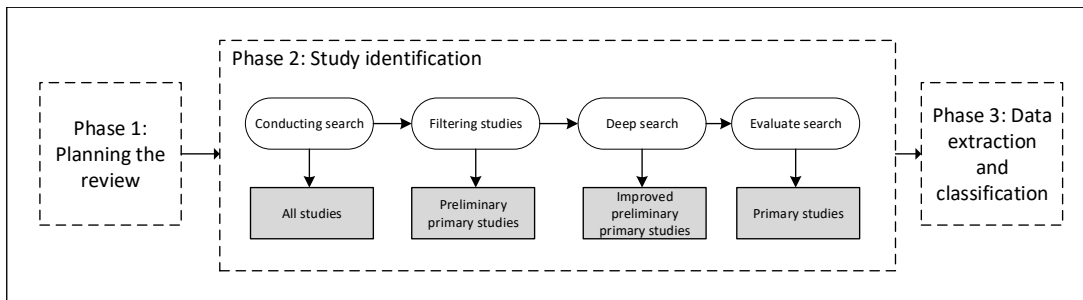 Phase 1:
Planning the
review
Phase 2: Study identification
Conducting search
Filtering studies
Deep search
Evaluate search
All studies
Preliminary
primary studies
Improved
preliminary
primary studies
Primary studies
Phase 3: Data
extraction
and
classification